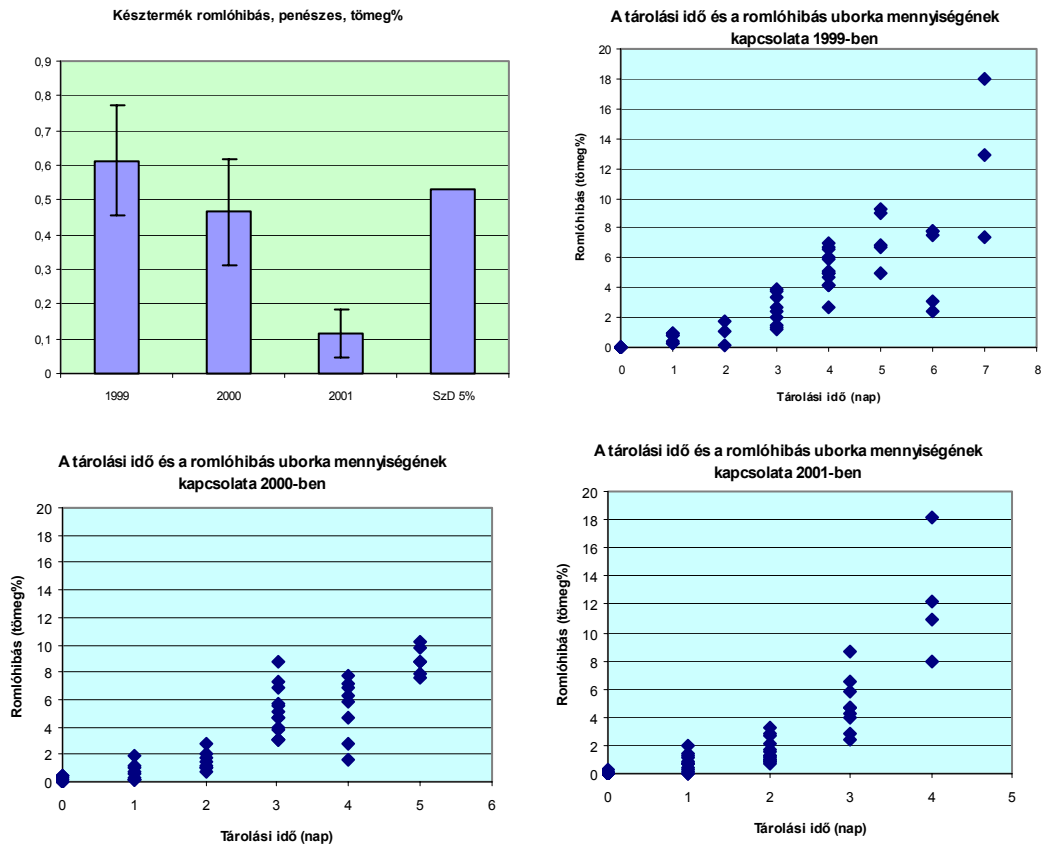 Késztermék romlóhibás, penészes, tömeg%
0,9
0,8
0,7
0,6
0,5
0,4
0,3
0,2
0,1
0
1999 2000 2001 SzD 5%
A tárolási idő és a romlóhibás uborka mennyiségének
kapcsolata 1999-ben
Romlóhibás (tömeg%)
20
18
16
14
12
10
8
6
4
2
0
0 1 2 3 4 5 6 7 8
Tárolási idő (nap)
A tárolási idő és a romlóhibás uborka mennyiségének
kapcsolata 2000-ben
Romlóhibás (tömeg%)
20
18
16
14
12
10
8
6
4
2
0
0 1 2 3 4 5 6
Tárolási idő (nap)
A tárolási idő és a romlóhibás uborka mennyiségének
kapcsolata 2001-ben
Romlóhibás (tömeg%)
20
18
16
14
12
10
8
6
4
2
0
0 1 2 3 4 5
Tárolási idő (nap)